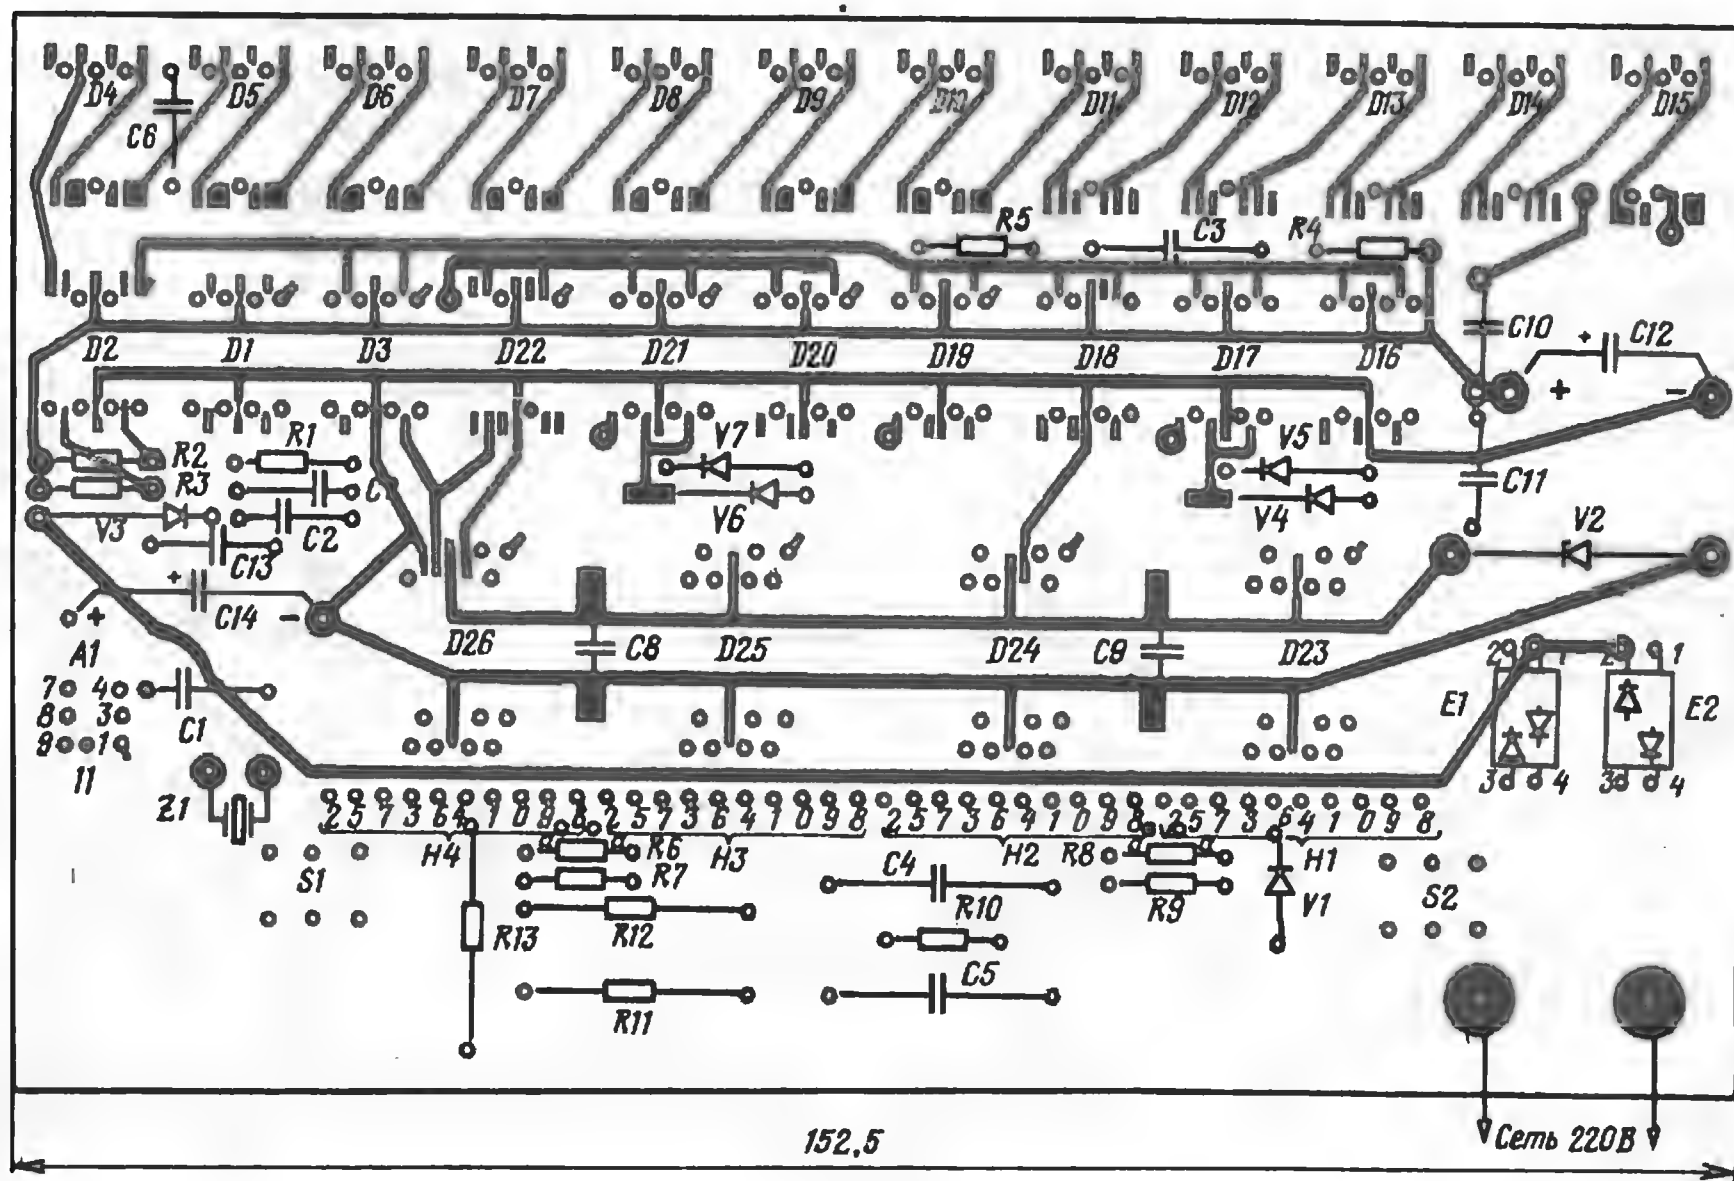 D4 D5 D6 D7 D8 D9 D10 D11 D12 D13 D14 D15
C6
R5 C3 R4
C10 C12
D2 D1 D3 D22 D21 D20 D19 D18 D17 D16
+ + -
R2 R1 V7 V5
R3 C11
V3 C2 V6 V4 V2
C13
+
+ C14 -
D26 C8 D25 D24 C9 D23
A1 2 1 2 1
7 4 E1 E2
8 3 C1
9 1
11 3 4 3 4
Z1
2 5 7 3 6 4 1 0 9 8 2 5 7 3 6 4 1 0 9 8 2 5 7 3 6 4 1 0 9 8 2 5 7 3 6 4 1 0 9 8
H4 R6 H3 H2 R8 H1
S1 R7 C4 R9 V1 S2
R13 R12 R10
C5
R11
152,5
Сеть 220В